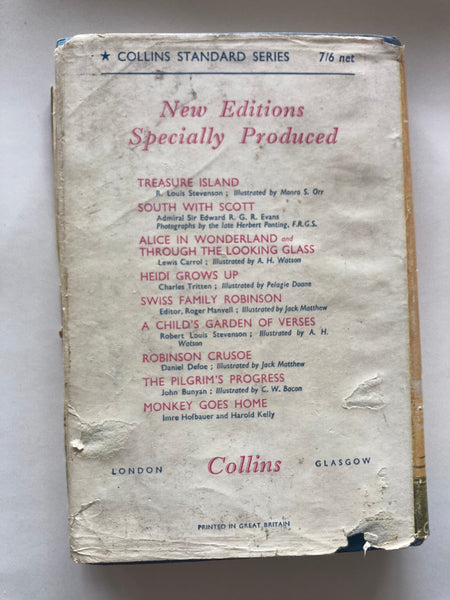 ★ COLLINS STANDARD SERIES 7/6 net
New Editions
Specially Produced
TREASURE ISLAND
R. Louis Stevenson ; Illustrated by Monro S. Orr
SOUTH WITH SCOTT
Admiral Sir Edward R. G. R. Evans
Photographs by the late Herbert Ponting, F.R.G.S.
ALICE IN WONDERLAND and
THROUGH THE LOOKING GLASS
Lewis Carrol ; Illustrated by A. H. Watson
HEIDI GROWS UP
Charles Tritten ; Illustrated by Pelagie Doane
SWISS FAMILY ROBINSON
Editor, Roger Manvell ; Illustrated by Jack Matthew
A CHILD'S GARDEN OF VERSES
Robert Louis Stevenson ; Illustrated by A. H.
Watson
ROBINSON CRUSOE
Daniel Defoe ; Illustrated by Jack Matthew
THE PILGRIM'S PROGRESS
John Bunyan ; Illustrated by C. W. Bacon
MONKEY GOES HOME
Imre Hofbauer and Harold Kelly
LONDON Collins GLASGOW
PRINTED IN GREAT BRITAIN